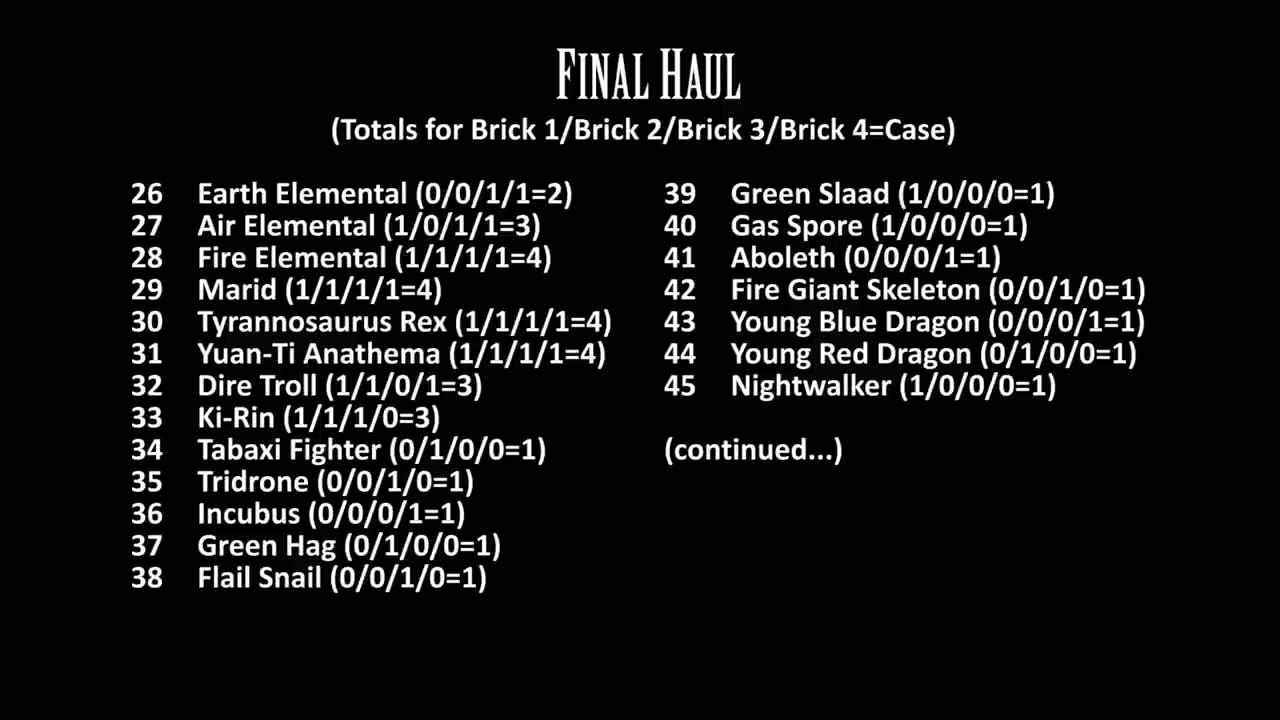 FINAL HAUL
(Totals for Brick 1/Brick 2/Brick 3/Brick 4=Case)
26 Earth Elemental (0/0/1/1=2)
27 Air Elemental (1/0/1/1=3)
28 Fire Elemental (1/1/1/1=4)
29 Marid (1/1/1/1=4)
30 Tyrannosaurus Rex (1/1/1/1=4)
31 Yuan-Ti Anathema (1/1/1/1=4)
32 Dire Troll (1/1/0/1=3)
33 Ki-Rin (1/1/1/0=3)
34 Tabaxi Fighter (0/1/0/0=1)
35 Tridrone (0/0/1/0=1)
36 Incubus (0/0/0/1=1)
37 Green Hag (0/1/0/0=1)
38 Flail Snail (0/0/1/0=1)
39 Green Slaad (1/0/0/0=1)
40 Gas Spore (1/0/0/0=1)
41 Aboleth (0/0/0/1=1)
42 Fire Giant Skeleton (0/0/1/0=1)
43 Young Blue Dragon (0/0/0/1=1)
44 Young Red Dragon (0/1/0/0=1)
45 Nightwalker (1/0/0/0=1)
(continued...)